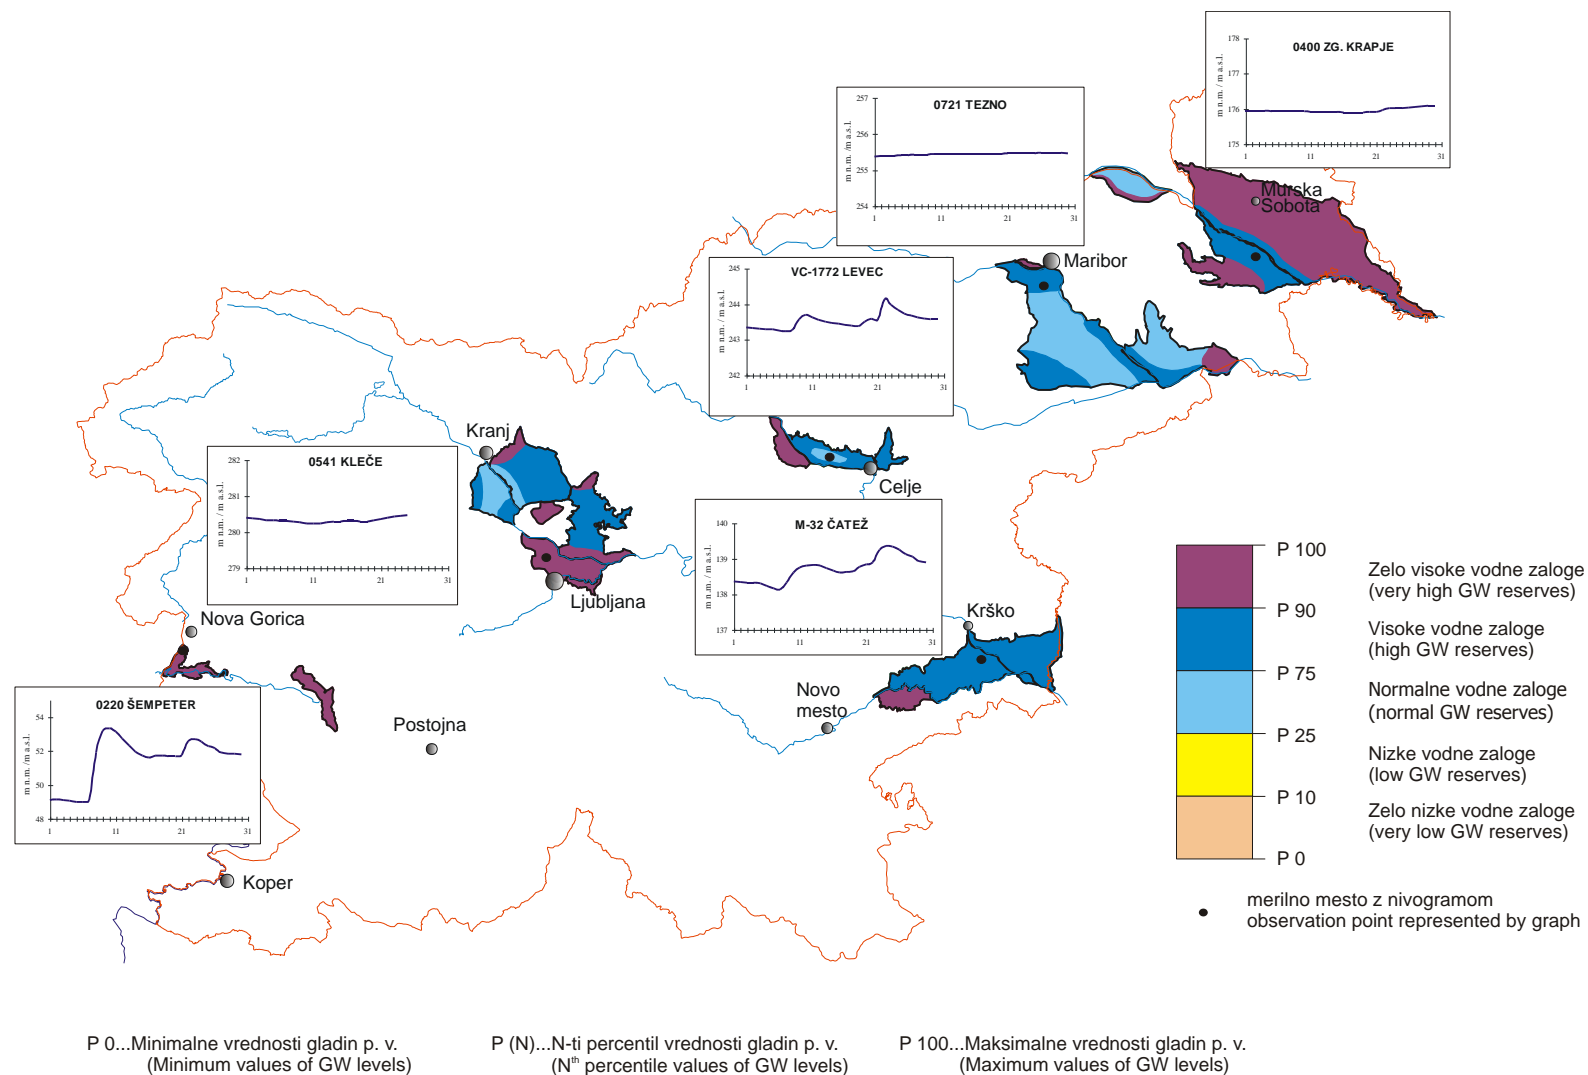 0400 ZG. KRAPJE
m n.m. / m a.s.l.
178
177
176
175
1
11
21
31
0721 TEZNO
m n.m. /m a.s.l.
257
256
255
254
1
11
21
31
Murska
Sobota
Maribor
VC-1772 LEVEC
m n.m. / m a.s.l.
245
244
243
242
1
11
21
31
Kranj
Celje
0541 KLEČE
m n.m. / m a.s.l.
282
281
280
279
1
11
21
31
M-32 ČATEŽ
m n.m. / m a.s.l.
140
139
138
137
1
11
21
31
Ljubljana
Nova Gorica
Krško
Novo
mesto
Postojna
0220 ŠEMPETER
m n.m. / m a.s.l.
54
52
50
48
1
11
21
31
Koper
P 100
Zelo visoke vodne zaloge
(very high GW reserves)
P 90
Visoke vodne zaloge
(high GW reserves)
P 75
Normalne vodne zaloge
(normal GW reserves)
P 25
Nizke vodne zaloge
(low GW reserves)
P 10
Zelo nizke vodne zaloge
(very low GW reserves)
P 0
merilno mesto z nivogramom
observation point represented by graph
P 0...Minimalne vrednosti gladin p. v.
(Minimum values of GW levels)
P (N)...N-ti percentil vrednosti gladin p. v.
(Nth percentile values of GW levels)
P 100...Maksimalne vrednosti gladin p. v.
(Maximum values of GW levels)